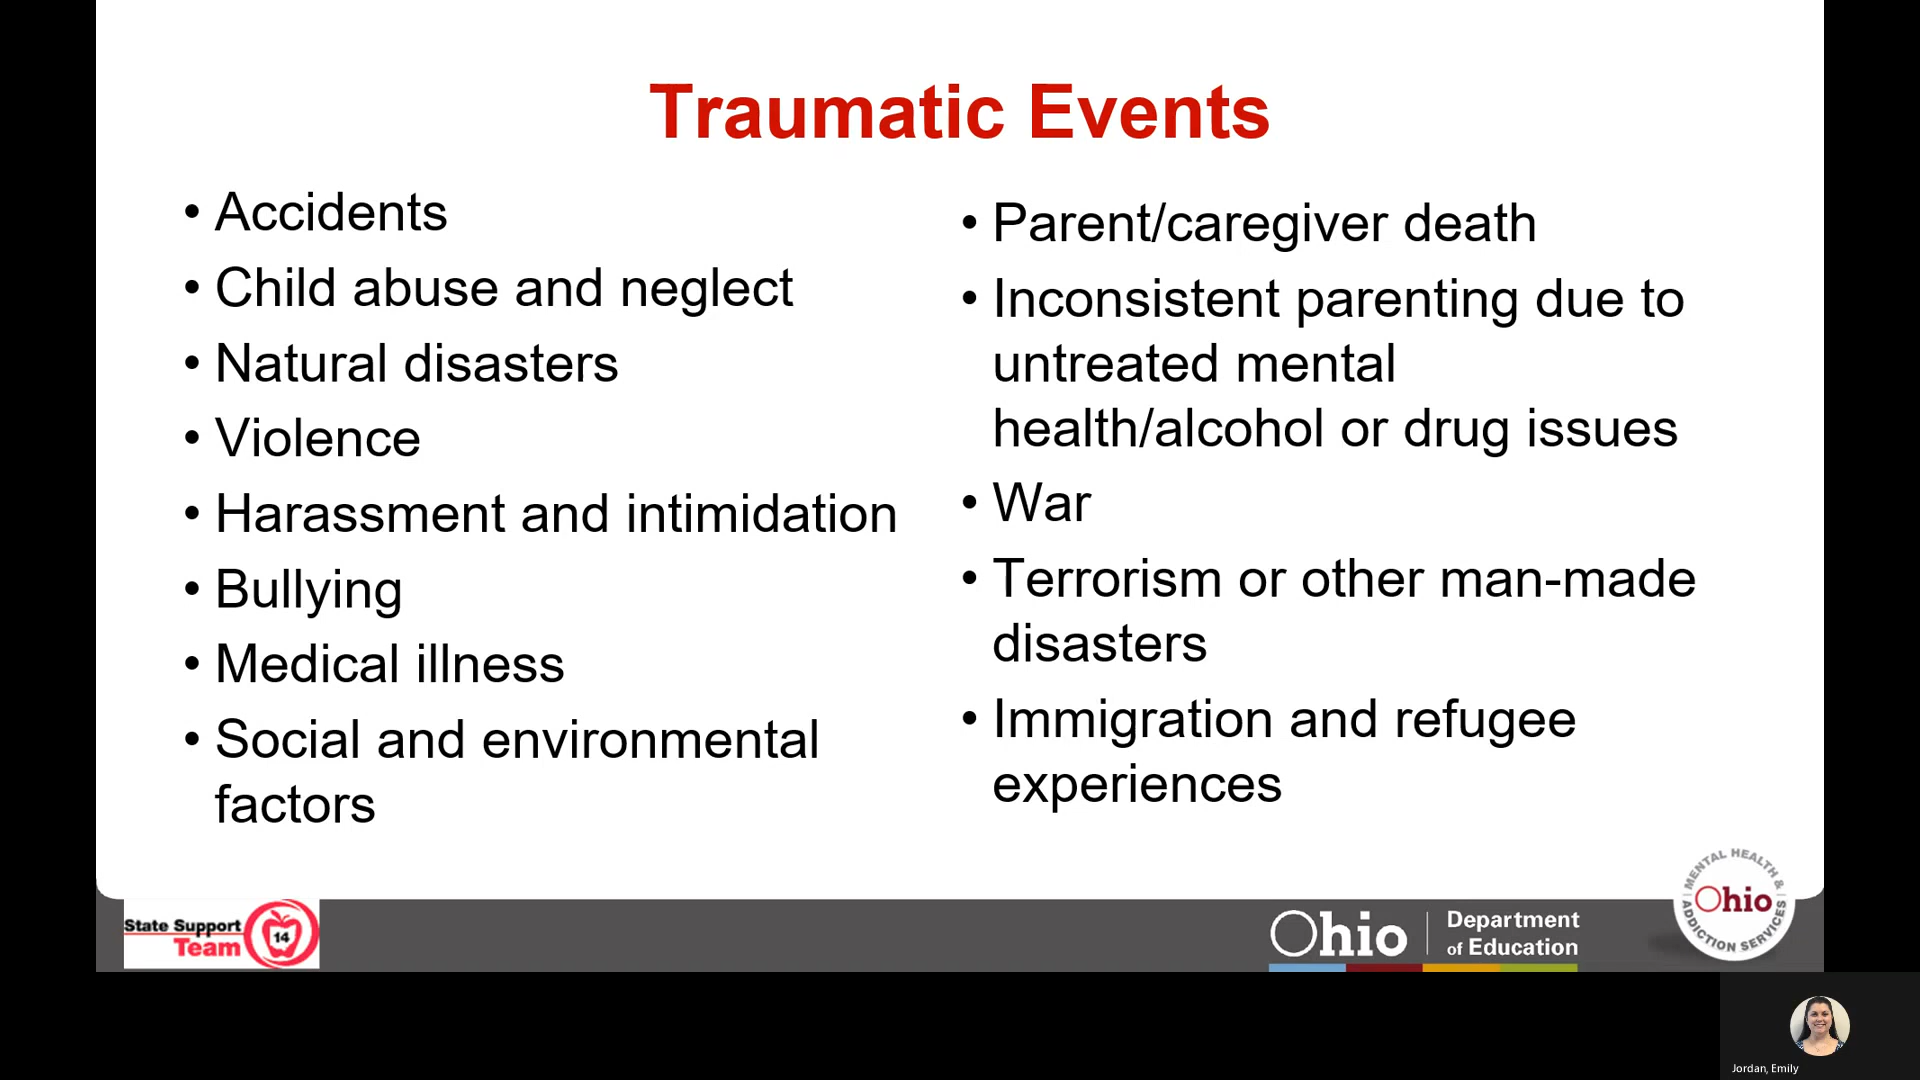 Traumatic Events
• Accidents
• Child abuse and neglect
• Natural disasters
• Violence
• Harassment and intimidation
• Bullying
• Medical illness
• Social and environmental
factors
• Parent/caregiver death
• Inconsistent parenting due to
untreated mental
health/alcohol or drug issues
• War
• Terrorism or other man-made
disasters
• Immigration and refugee
experiences
State Support
Team
14
Ohio
Department
of Education
MENTAL HEALTH &
Ohio
ADDICTION SERVICES
Jordan, Emily